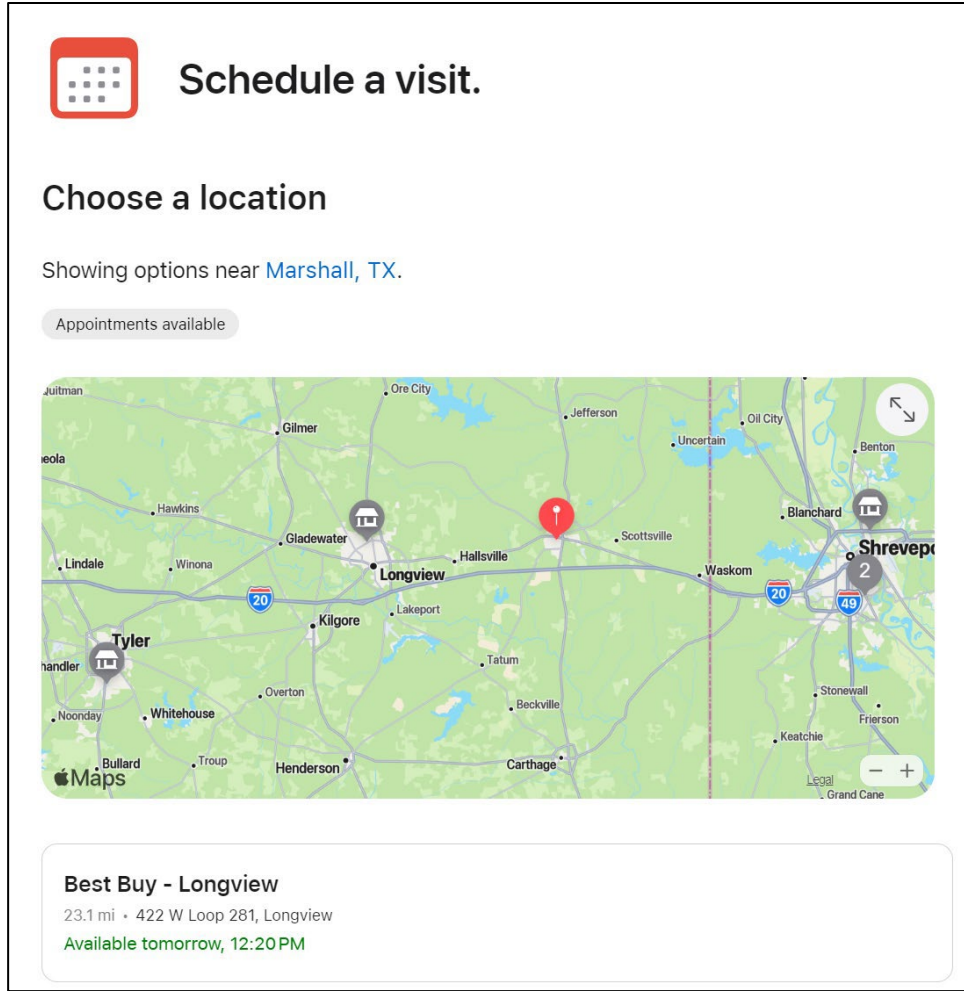 Schedule a visit.
Choose a location
Showing options near Marshall, TX.
Appointments available
Ore City
Jefferson
Oil City
Gilmer
Uncertain
Benton
Hawkins
Blanchard
Gladewater
Scottsville
Hallsville
Lindale
Winona
Longview
Waskom
2
20
20
49
Lakeport
Kilgore
Tyler
Tatum
Overton
Beckville
Stonewall
Noonday
Whitehouse
Frierson
Keatchie
Bullard
Troup
Henderson
Carthage
Maps
Legal
− +
Grand Cane
Best Buy - Longview
23.1 mi • 422 W Loop 281, Longview
Available tomorrow, 12:20 PM